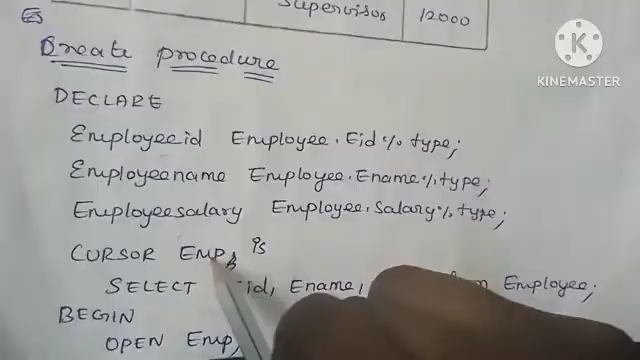 Supervisor 12000
KINEMASTER
Create procedure
DECLARE
Employeeid Employee.Eid%type;
Employeename Employee.Ename%type;
Employeesalary Employee.Salary%type;
CURSOR EMP is
SELECT Eid, Ename, Employee;
BEGIN
OPEN Emp